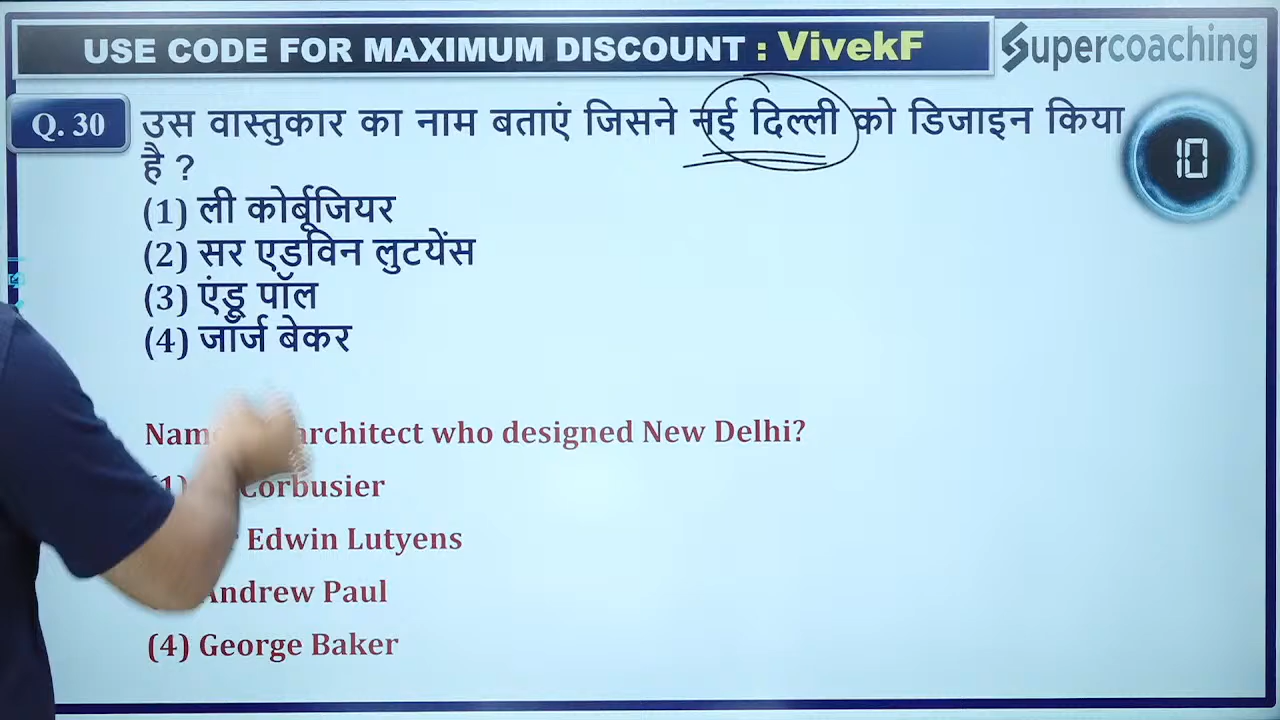 USE CODE FOR MAXIMUM DISCOUNT : VivekF
Supercoaching
Q. 30
उस वास्तुकार का नाम बताएं जिसने नई दिल्ली को डिजाइन किया
है ?
10
(1) ली कोर्बूजियर
(2) सर एडविन लुटयेंस
(3) एंड्रू पॉल
(4) जॉर्ज बेकर
architect who designed New Delhi?
Corbusier
Edwin Lutyens
Andrew Paul
(4) George Baker